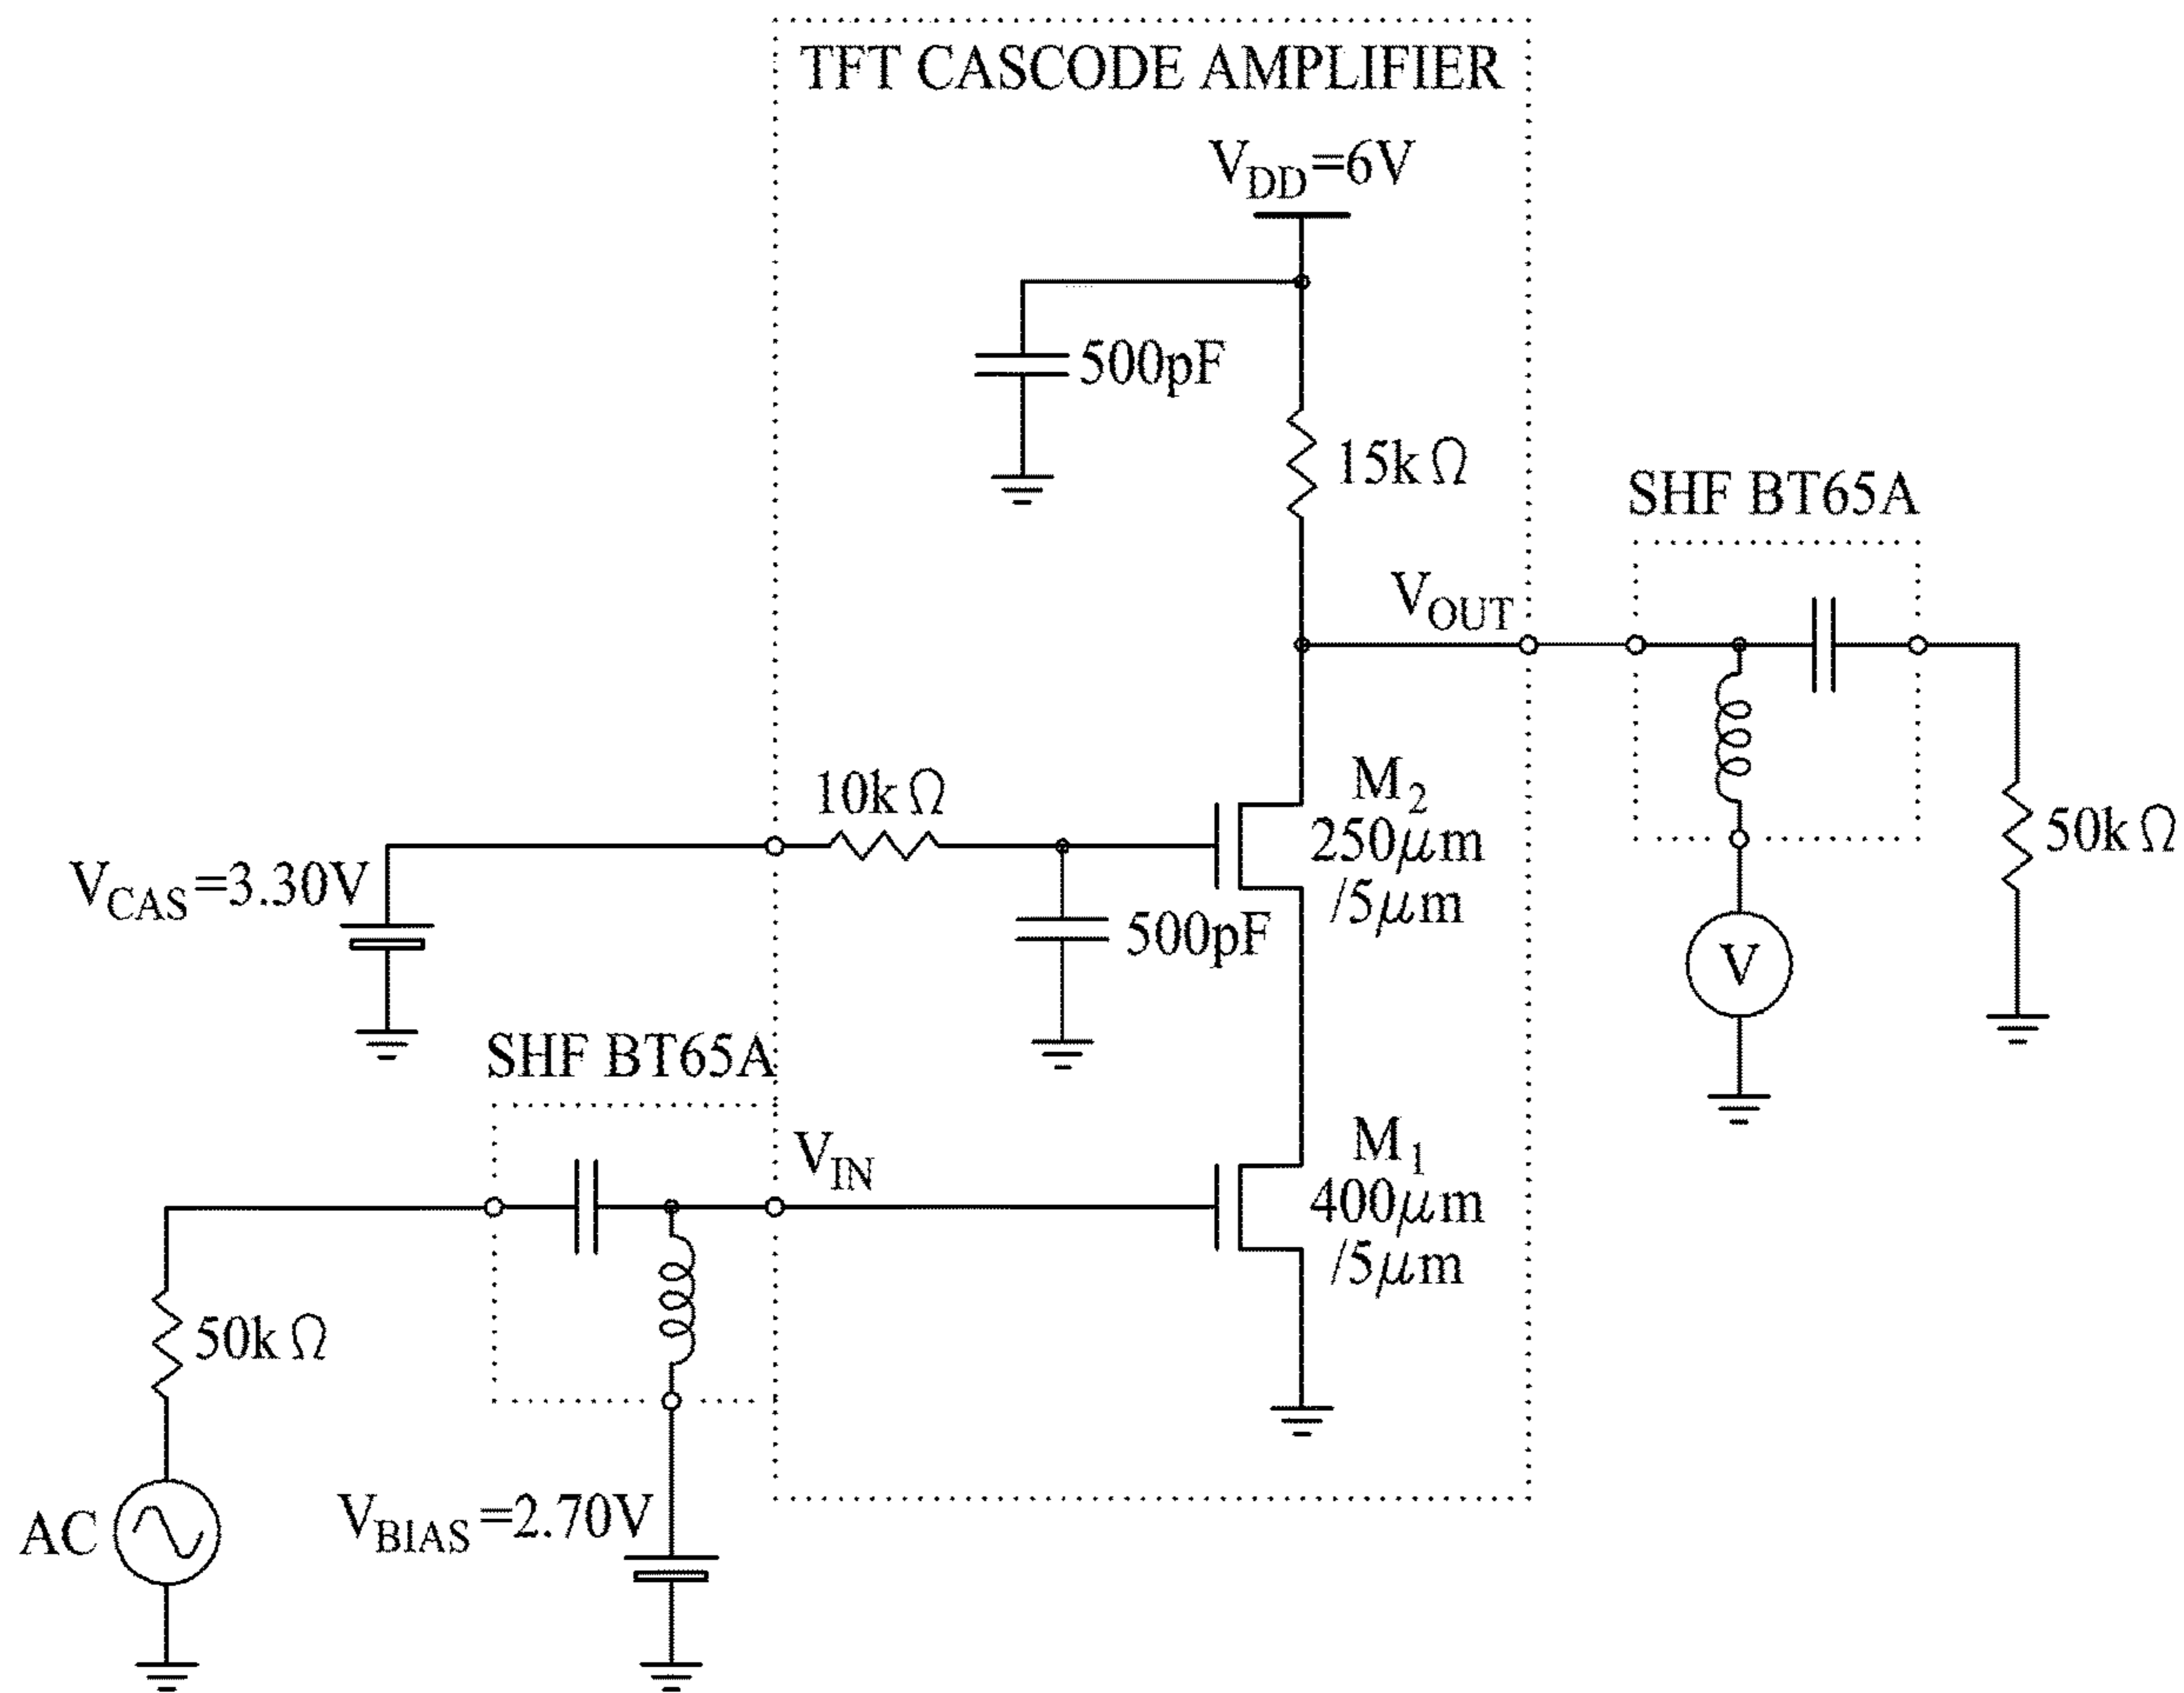 TFT CASCODE AMPLIFIER
VDD=6V
500pF
15kΩ
SHF BT65A
VOUT
10kΩ
M2
250μm
/5μm
50kΩ
VCAS=3.30V
500pF
V
SHF BT65A
VIN
M1
400μm
/5μm
50kΩ
AC
VBIAS=2.70V